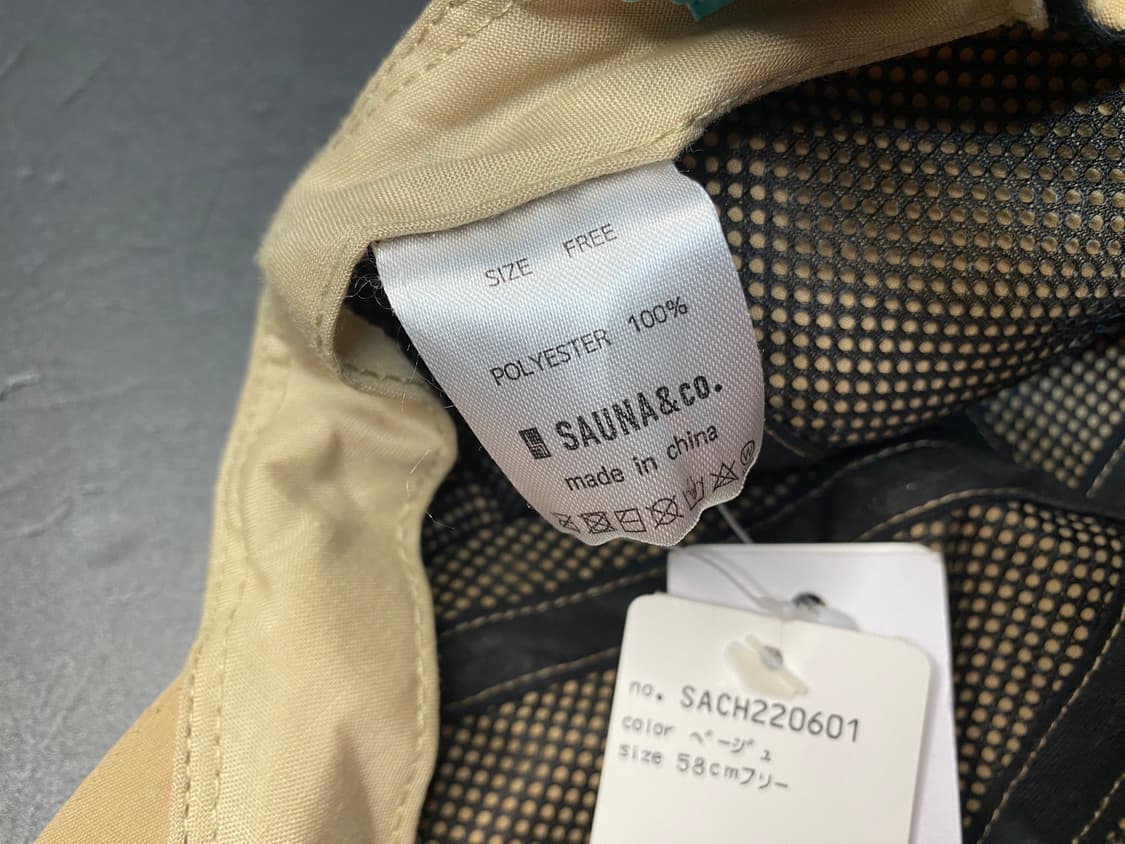 SIZE FREE
POLYESTER 100%
SAUNA&co.
made in china
no. SACH220601
color ベージュ
size 58cmフリー